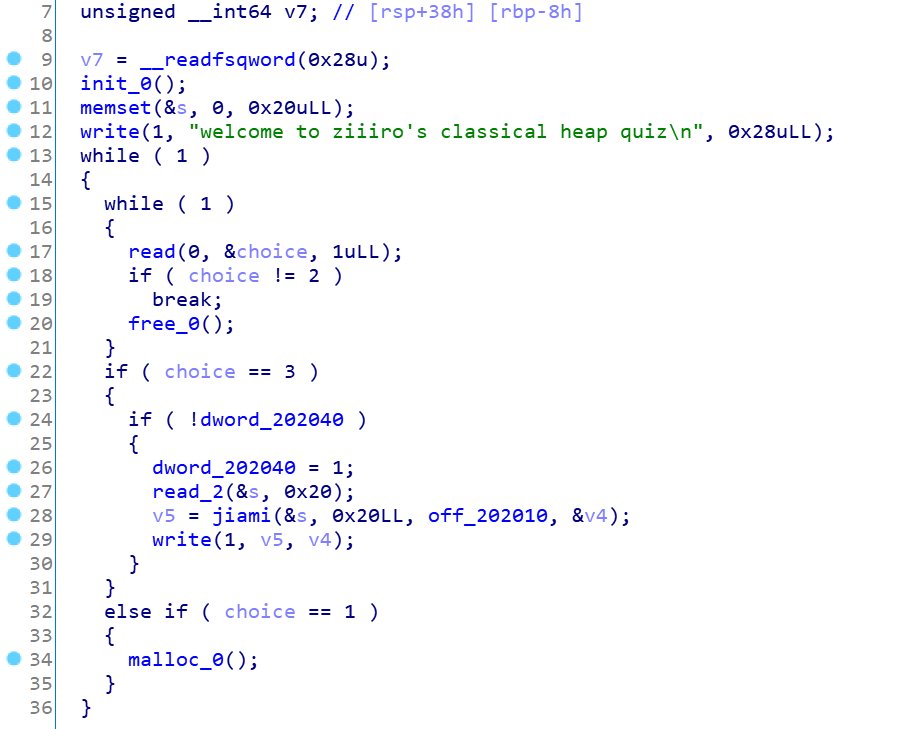 7 unsigned __int64 v7; // [rsp+38h] [rbp-8h]
8
9 v7 = __readfsqword(0x28u);
10 init_0();
11 memset(&s, 0, 0x20uLL);
12 write(1, "welcome to ziiiro's classical heap quiz\n", 0x28uLL);
13 while ( 1 )
14 {
15 while ( 1 )
16 {
17 read(0, &choice, 1uLL);
18 if ( choice != 2 )
19 break;
20 free_0();
21 }
22 if ( choice == 3 )
23 {
24 if ( !dword_202040 )
25 {
26 dword_202040 = 1;
27 read_2(&s, 0x20);
28 v5 = jiami(&s, 0x20LL, off_202010, &v4);
29 write(1, v5, v4);
30 }
31 }
32 else if ( choice == 1 )
33 {
34 malloc_0();
35 }
36 }